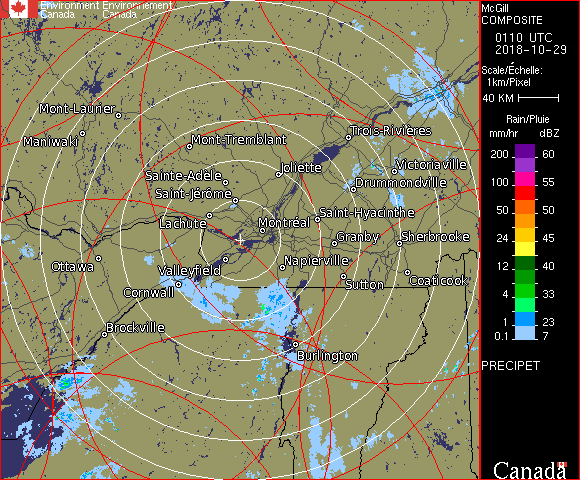 Environment Environnement
Canada Canada
McGill
COMPOSITE
0110 UTC
2018-10-29
Scale/Échelle:
1km/Pixel
40 KM
Rain/Pluie
mm/hr dBZ
200 60
155
100 55
50 50
24 45
12 40
4 33
1 23
0.1 7
PRECIPET
Canada
Mont-Laurier
Maniwaki
Mont-Tremblant
Trois-Rivières
Joliette
Victoriaville
Sainte-Adèle
Drummondville
Saint-Jérôme
Saint-Hyacinthe
Lachute
Montréal
Granby
Sherbrooke
Ottawa
Valleyfield
Napierville
Sutton
Coaticook
Cornwall
Brockville
Burlington